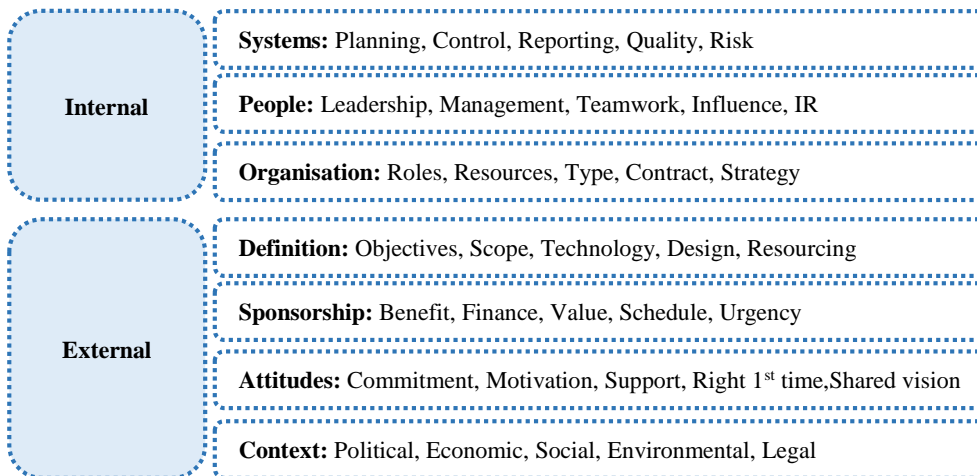 Internal
Systems: Planning, Control, Reporting, Quality, Risk
People: Leadership, Management, Teamwork, Influence, IR
Organisation: Roles, Resources, Type, Contract, Strategy
External
Definition: Objectives, Scope, Technology, Design, Resourcing
Sponsorship: Benefit, Finance, Value, Schedule, Urgency
Attitudes: Commitment, Motivation, Support, Right 1st time,Shared vision
Context: Political, Economic, Social, Environmental, Legal